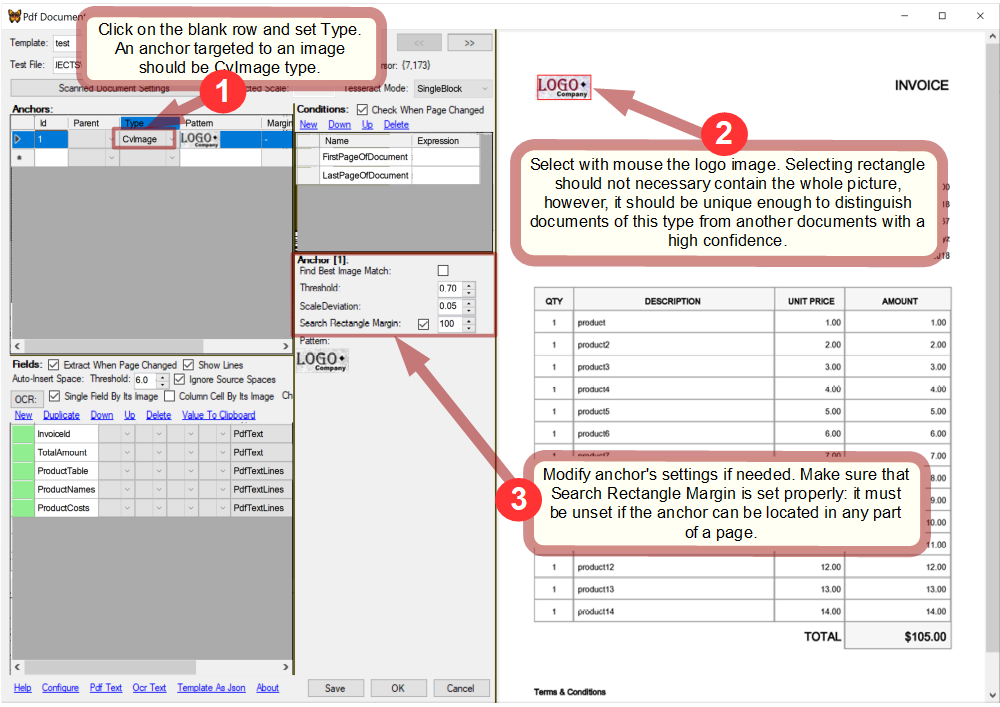 Pdf Document
Click on the blank row and set Type.
An anchor targeted to an image
should be CvImage type.
1
Template: test
<< >>
Test File: {7,173}
Scanned Document Settings Scale: Tesseract Mode: SingleBlock
Anchors:
Id Parent Type Pattern Margin
1 CvImage LOGO Company -
Conditions: Check When Page Changed
New Down Up Delete
Name Expression
FirstPageOfDocument
LastPageOfDocument
Anchor [1].
Find Best Image Match:
Threshold: 0.70
ScaleDeviation: 0.05
Search Rectangle Margin: 100
Pattern:
LOGO
Company
Fields: Extract When Page Changed Show Lines
Auto-Insert Space: Threshold: 6.0 Ignore Source Spaces
OCR: Single Field By Its Image Column Cell By Its Image Ch
New Duplicate Down Up Delete Value To Clipboard
InvoiceId PdfText
TotalAmount PdfText
ProductTable PdfTextLines
ProductNames PdfTextLines
ProductCosts PdfTextLines
Help Configure Pdf Text Ocr Text Template As Json About
Save OK Cancel
LOGO
Company
INVOICE
2
Select with mouse the logo image. Selecting rectangle
should not necessary contain the whole picture,
however, it should be unique enough to distinguish
documents of this type from another documents with a
high confidence.
QTY DESCRIPTION UNIT PRICE AMOUNT
1 product 1.00 1.00
1 product2 2.00 2.00
1 product3 3.00 3.00
1 product4 4.00 4.00
1 product5 5.00 5.00
1 product6 6.00 6.00
1 product7 7.00 7.00
8.00
9.00
10.00
11.00
3
Modify anchor's settings if needed. Make sure that
Search Rectangle Margin is set properly: it must
be unset if the anchor can be located in any part
of a page.
1 product12 12.00 12.00
1 product13 13.00 13.00
1 product14 14.00 14.00
TOTAL $105.00
Terms & Conditions